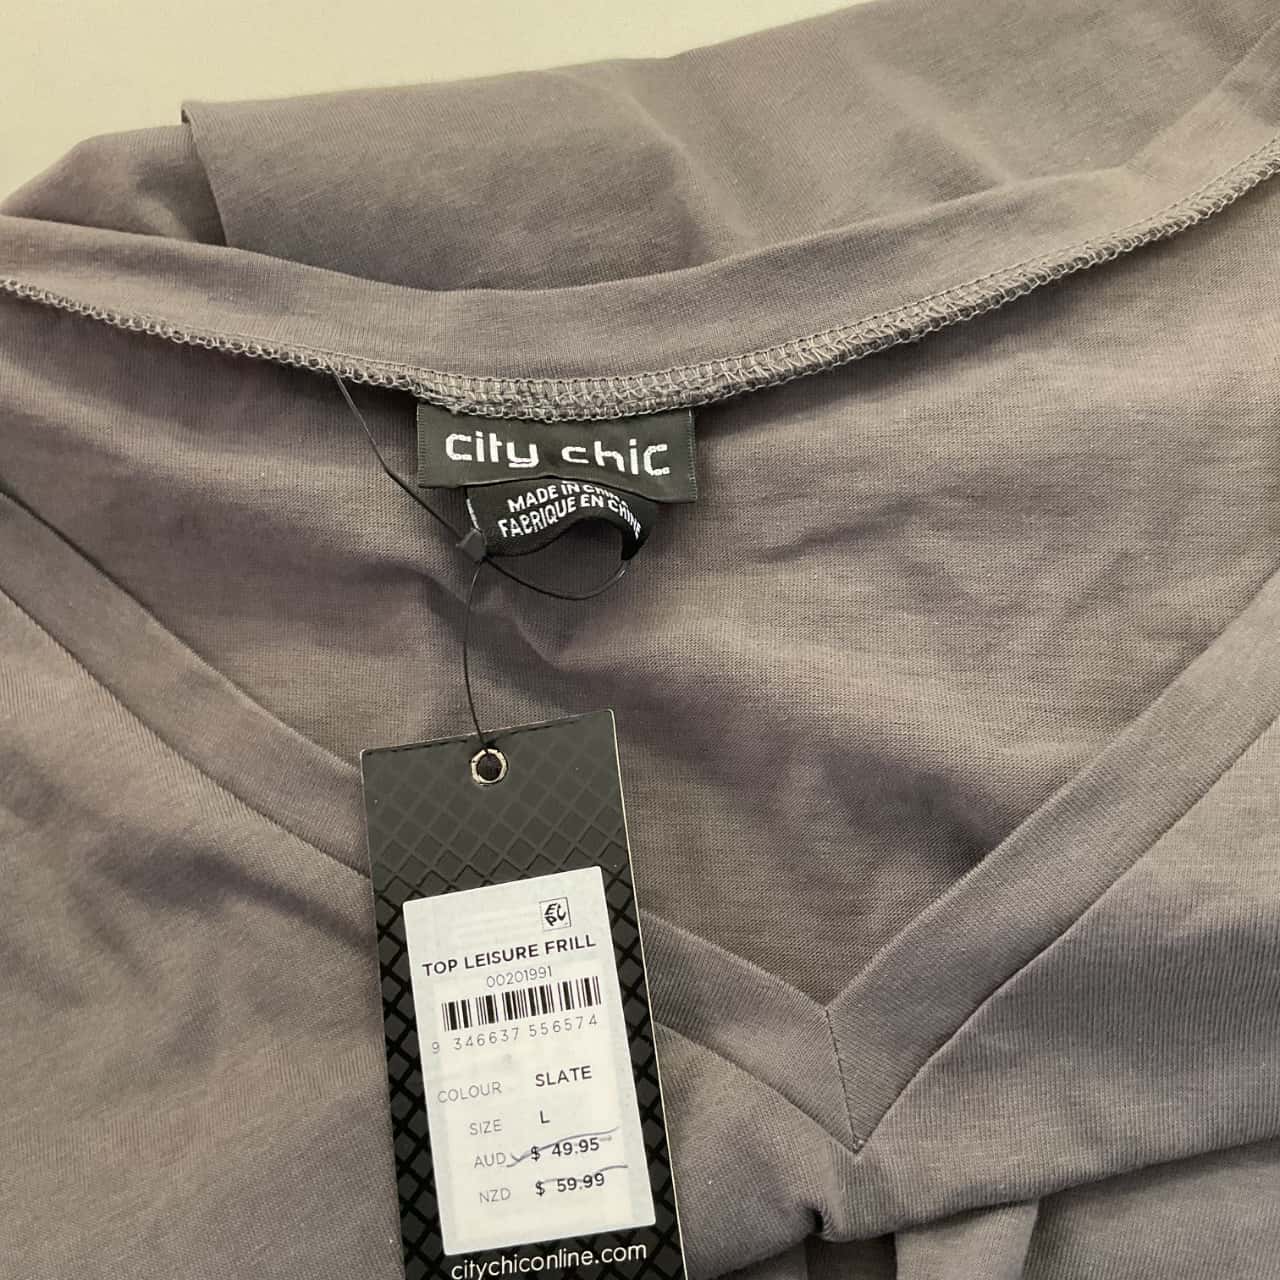 city chic
MADE IN CHINA
FABRIQUE EN CHINE
TOP LEISURE FRILL
00201991
9 346637 556574
COLOUR SLATE
SIZE L
AUD $ 49.95
NZD $ 59.99
citychiconline.com